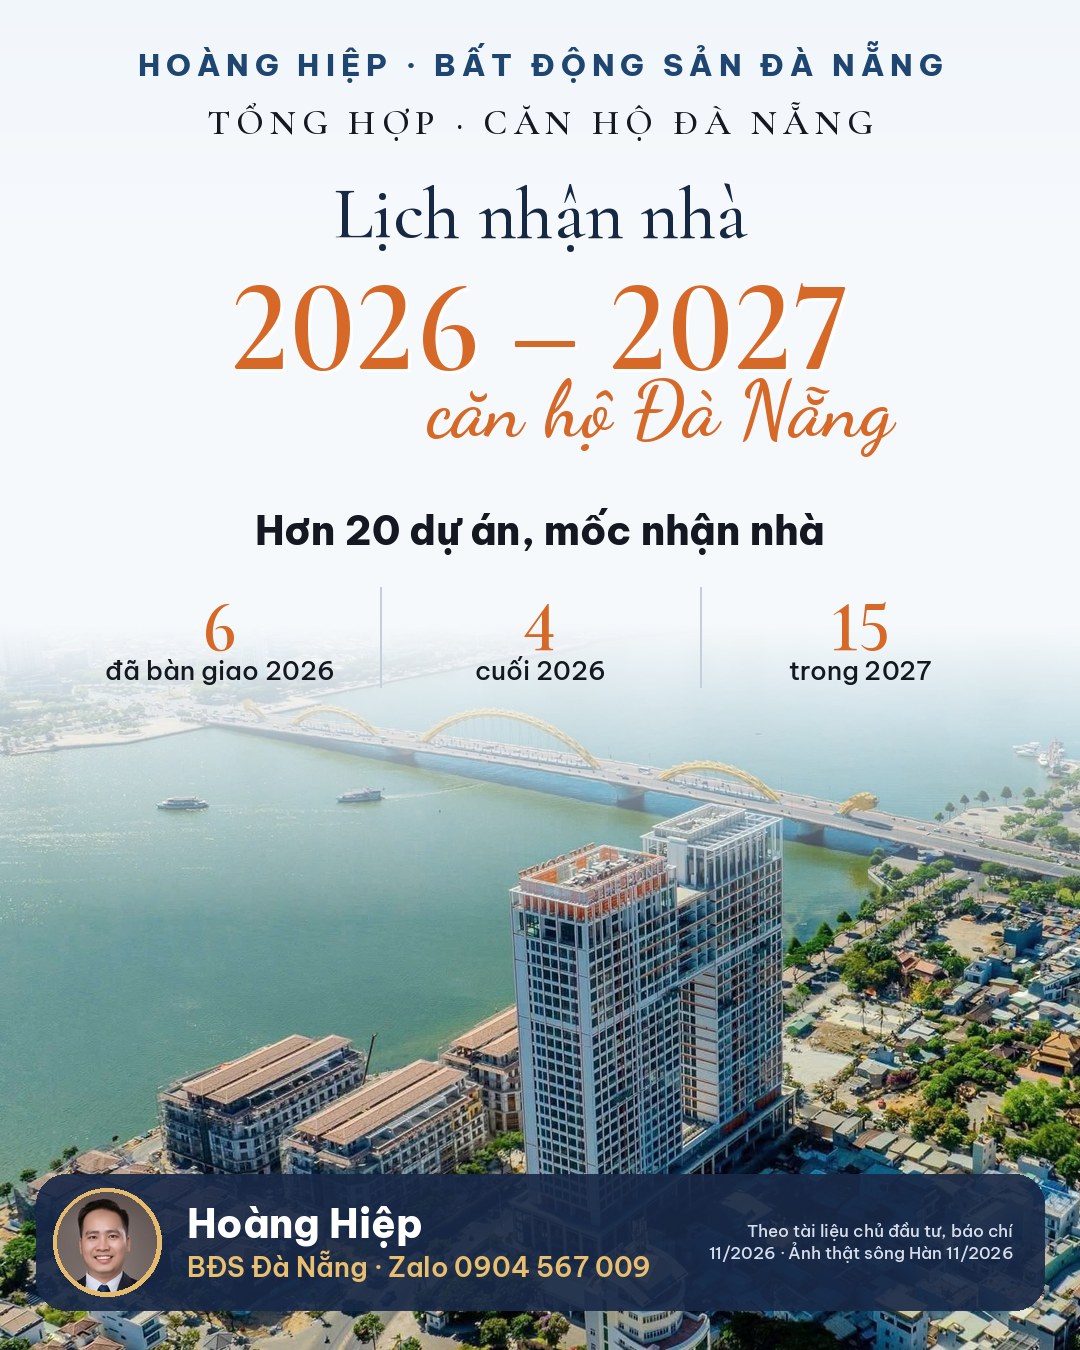 HOÀNG HIỆP · BẤT ĐỘNG SẢN ĐÀ NẴNG
TỔNG HỢP · CĂN HỘ ĐÀ NẴNG
Lịch nhận nhà
2026 – 2027
căn hộ Đà Nẵng
Hơn 20 dự án, mốc nhận nhà
6
đã bàn giao 2026
4
cuối 2026
15
trong 2027
Hoàng Hiệp
BĐS Đà Nẵng · Zalo 0904 567 009
Theo tài liệu chủ đầu tư, báo chí
11/2026 · Ảnh thật sông Hàn 11/2026